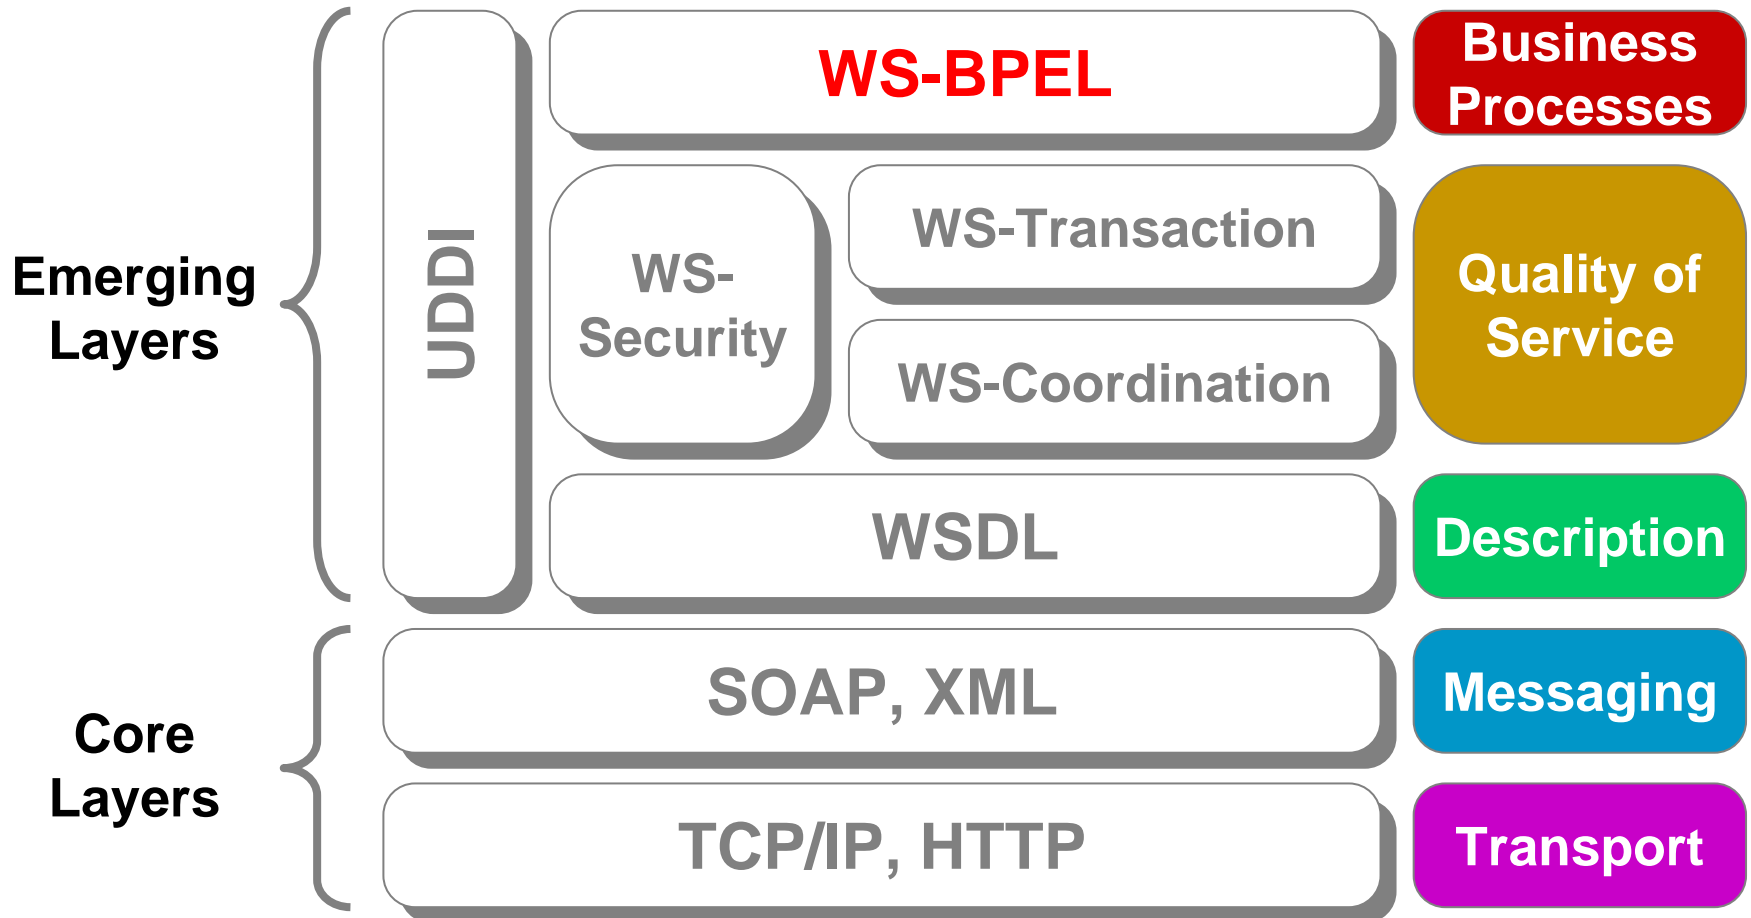 Emerging
Layers
Core
Layers
UDDI
WS-BPEL
Business
Processes
WS-
Security
WS-Transaction
WS-Coordination
Quality of
Service
WSDL
Description
SOAP, XML
Messaging
TCP/IP, HTTP
Transport